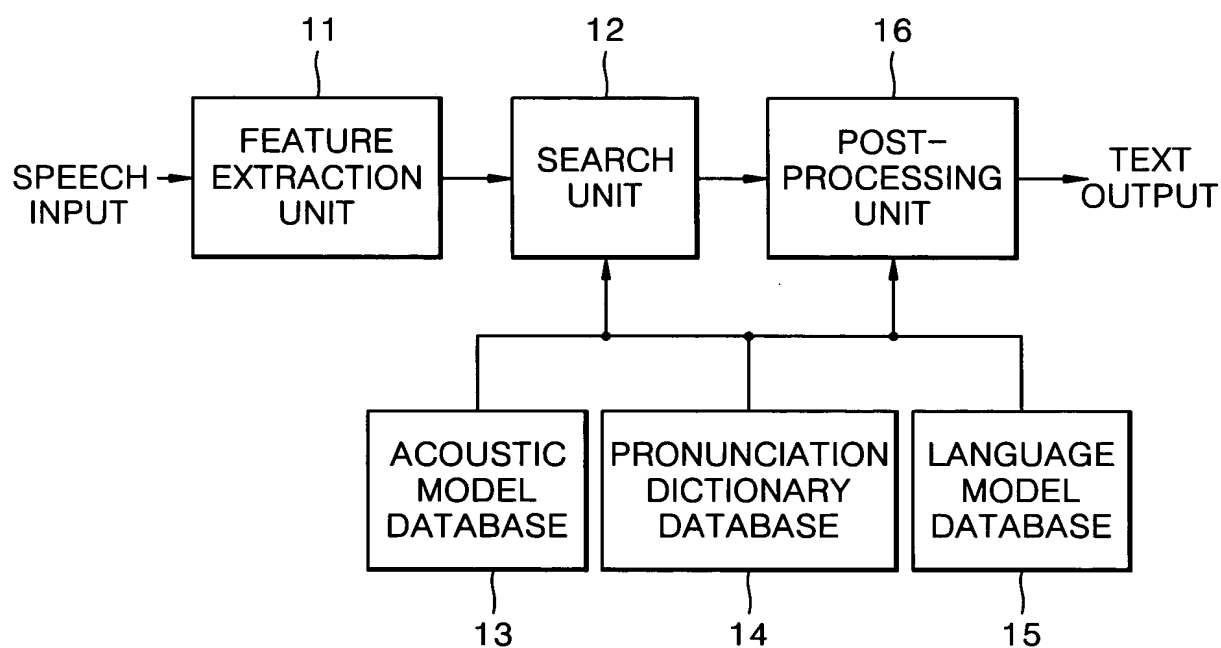 11
12
16
SPEECH
INPUT
FEATURE
EXTRACTION
UNIT
SEARCH
UNIT
POST-
PROCESSING
UNIT
TEXT
OUTPUT
ACOUSTIC
MODEL
DATABASE
PRONUNCIATION
DICTIONARY
DATABASE
LANGUAGE
MODEL
DATABASE
13
14
15